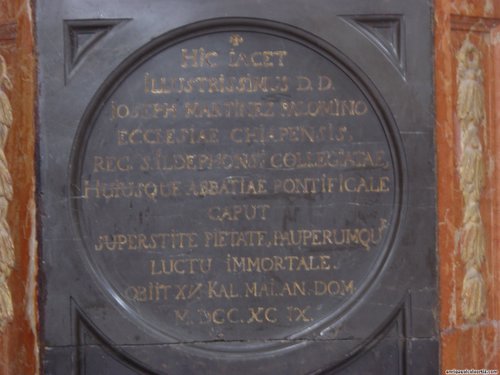 HIC IACET
ILLUSTRISSIMUS D. D.
JOSEPH MARTINEZ PALOMINO
ECCLESIAE CHIAPENSIS,
REG. S. ILDEPHONSI COLLEGIATAE,
HUIUSQUE ABBATIAE PONTIFICALE
CAPUT
SUPERSTITE PIETATE, PAUPERUMQ
LUCTU IMMORTALE.
OBIIT XV. KAL. MAI. AN. DOM.
M. DCC. XC IX.